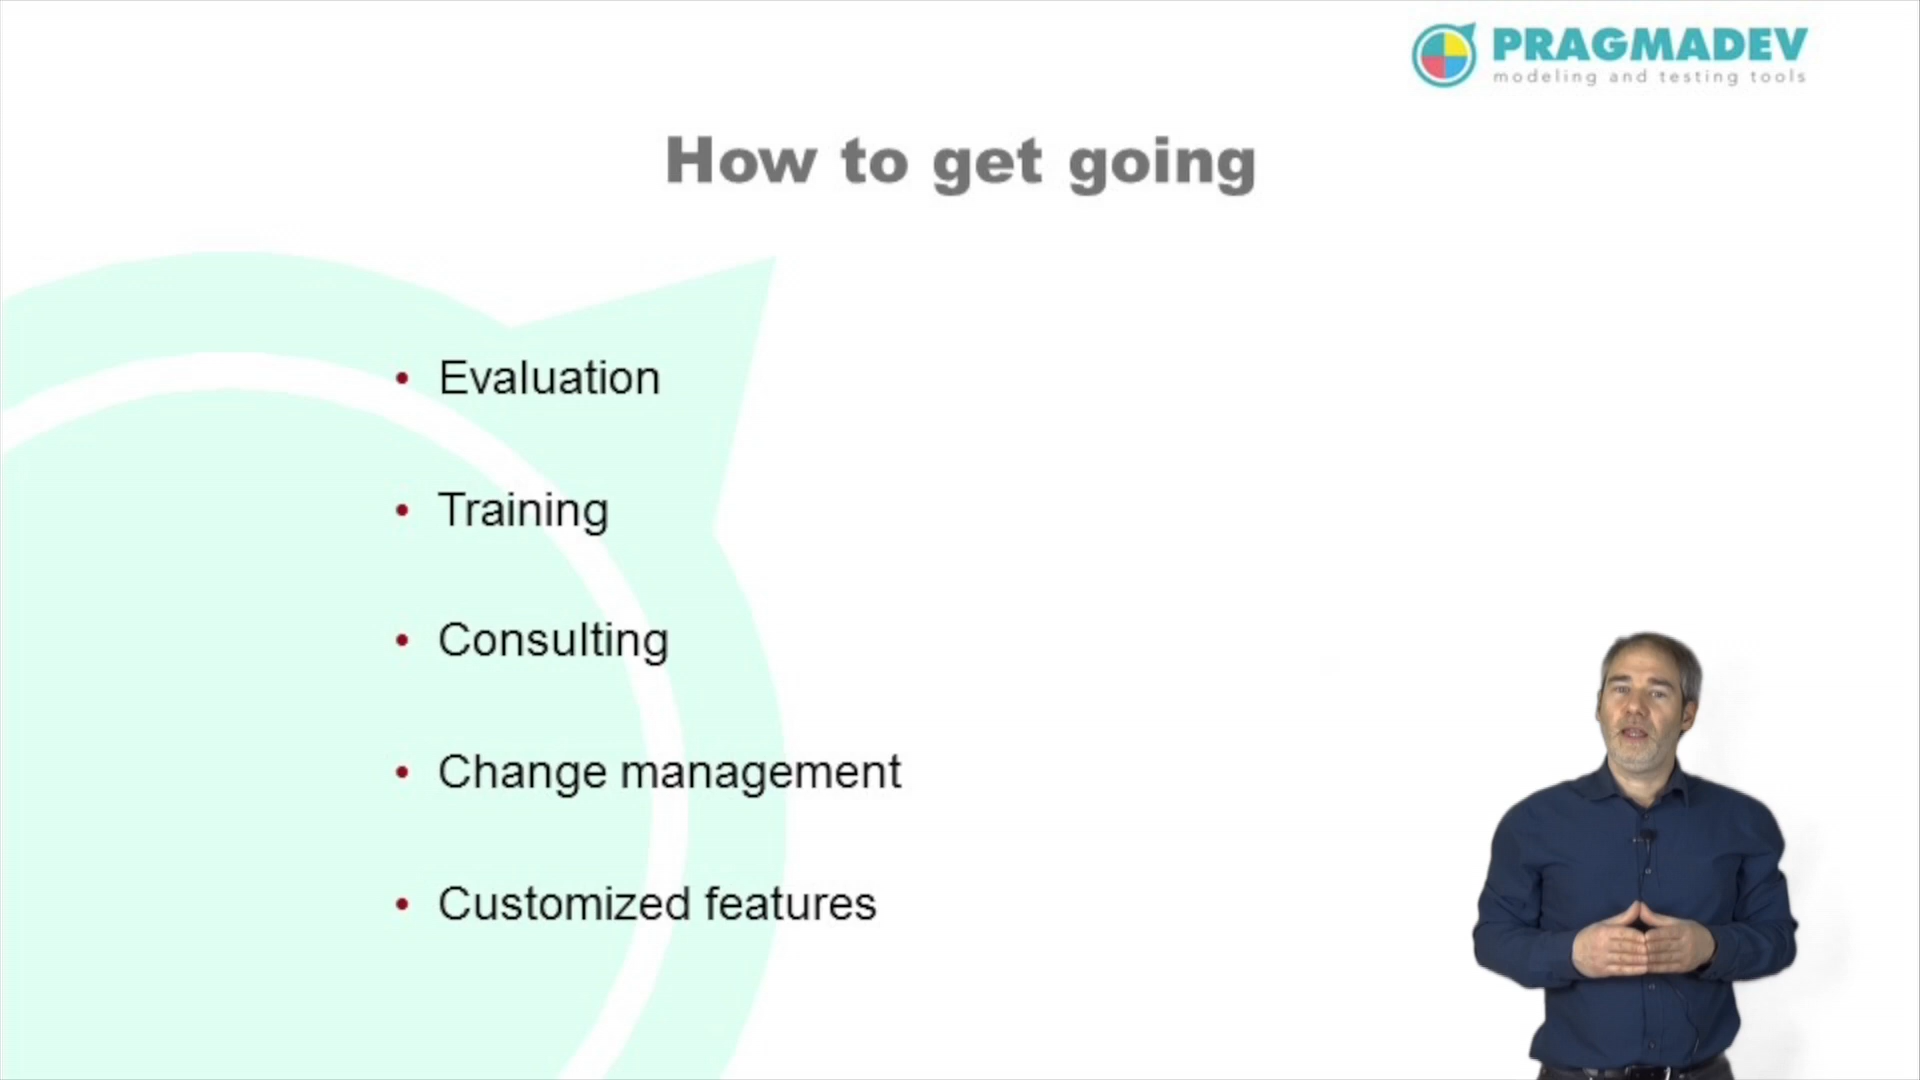 PRAGMADEV
modeling and testing tools
How to get going
• Evaluation
• Training
• Consulting
• Change management
• Customized features